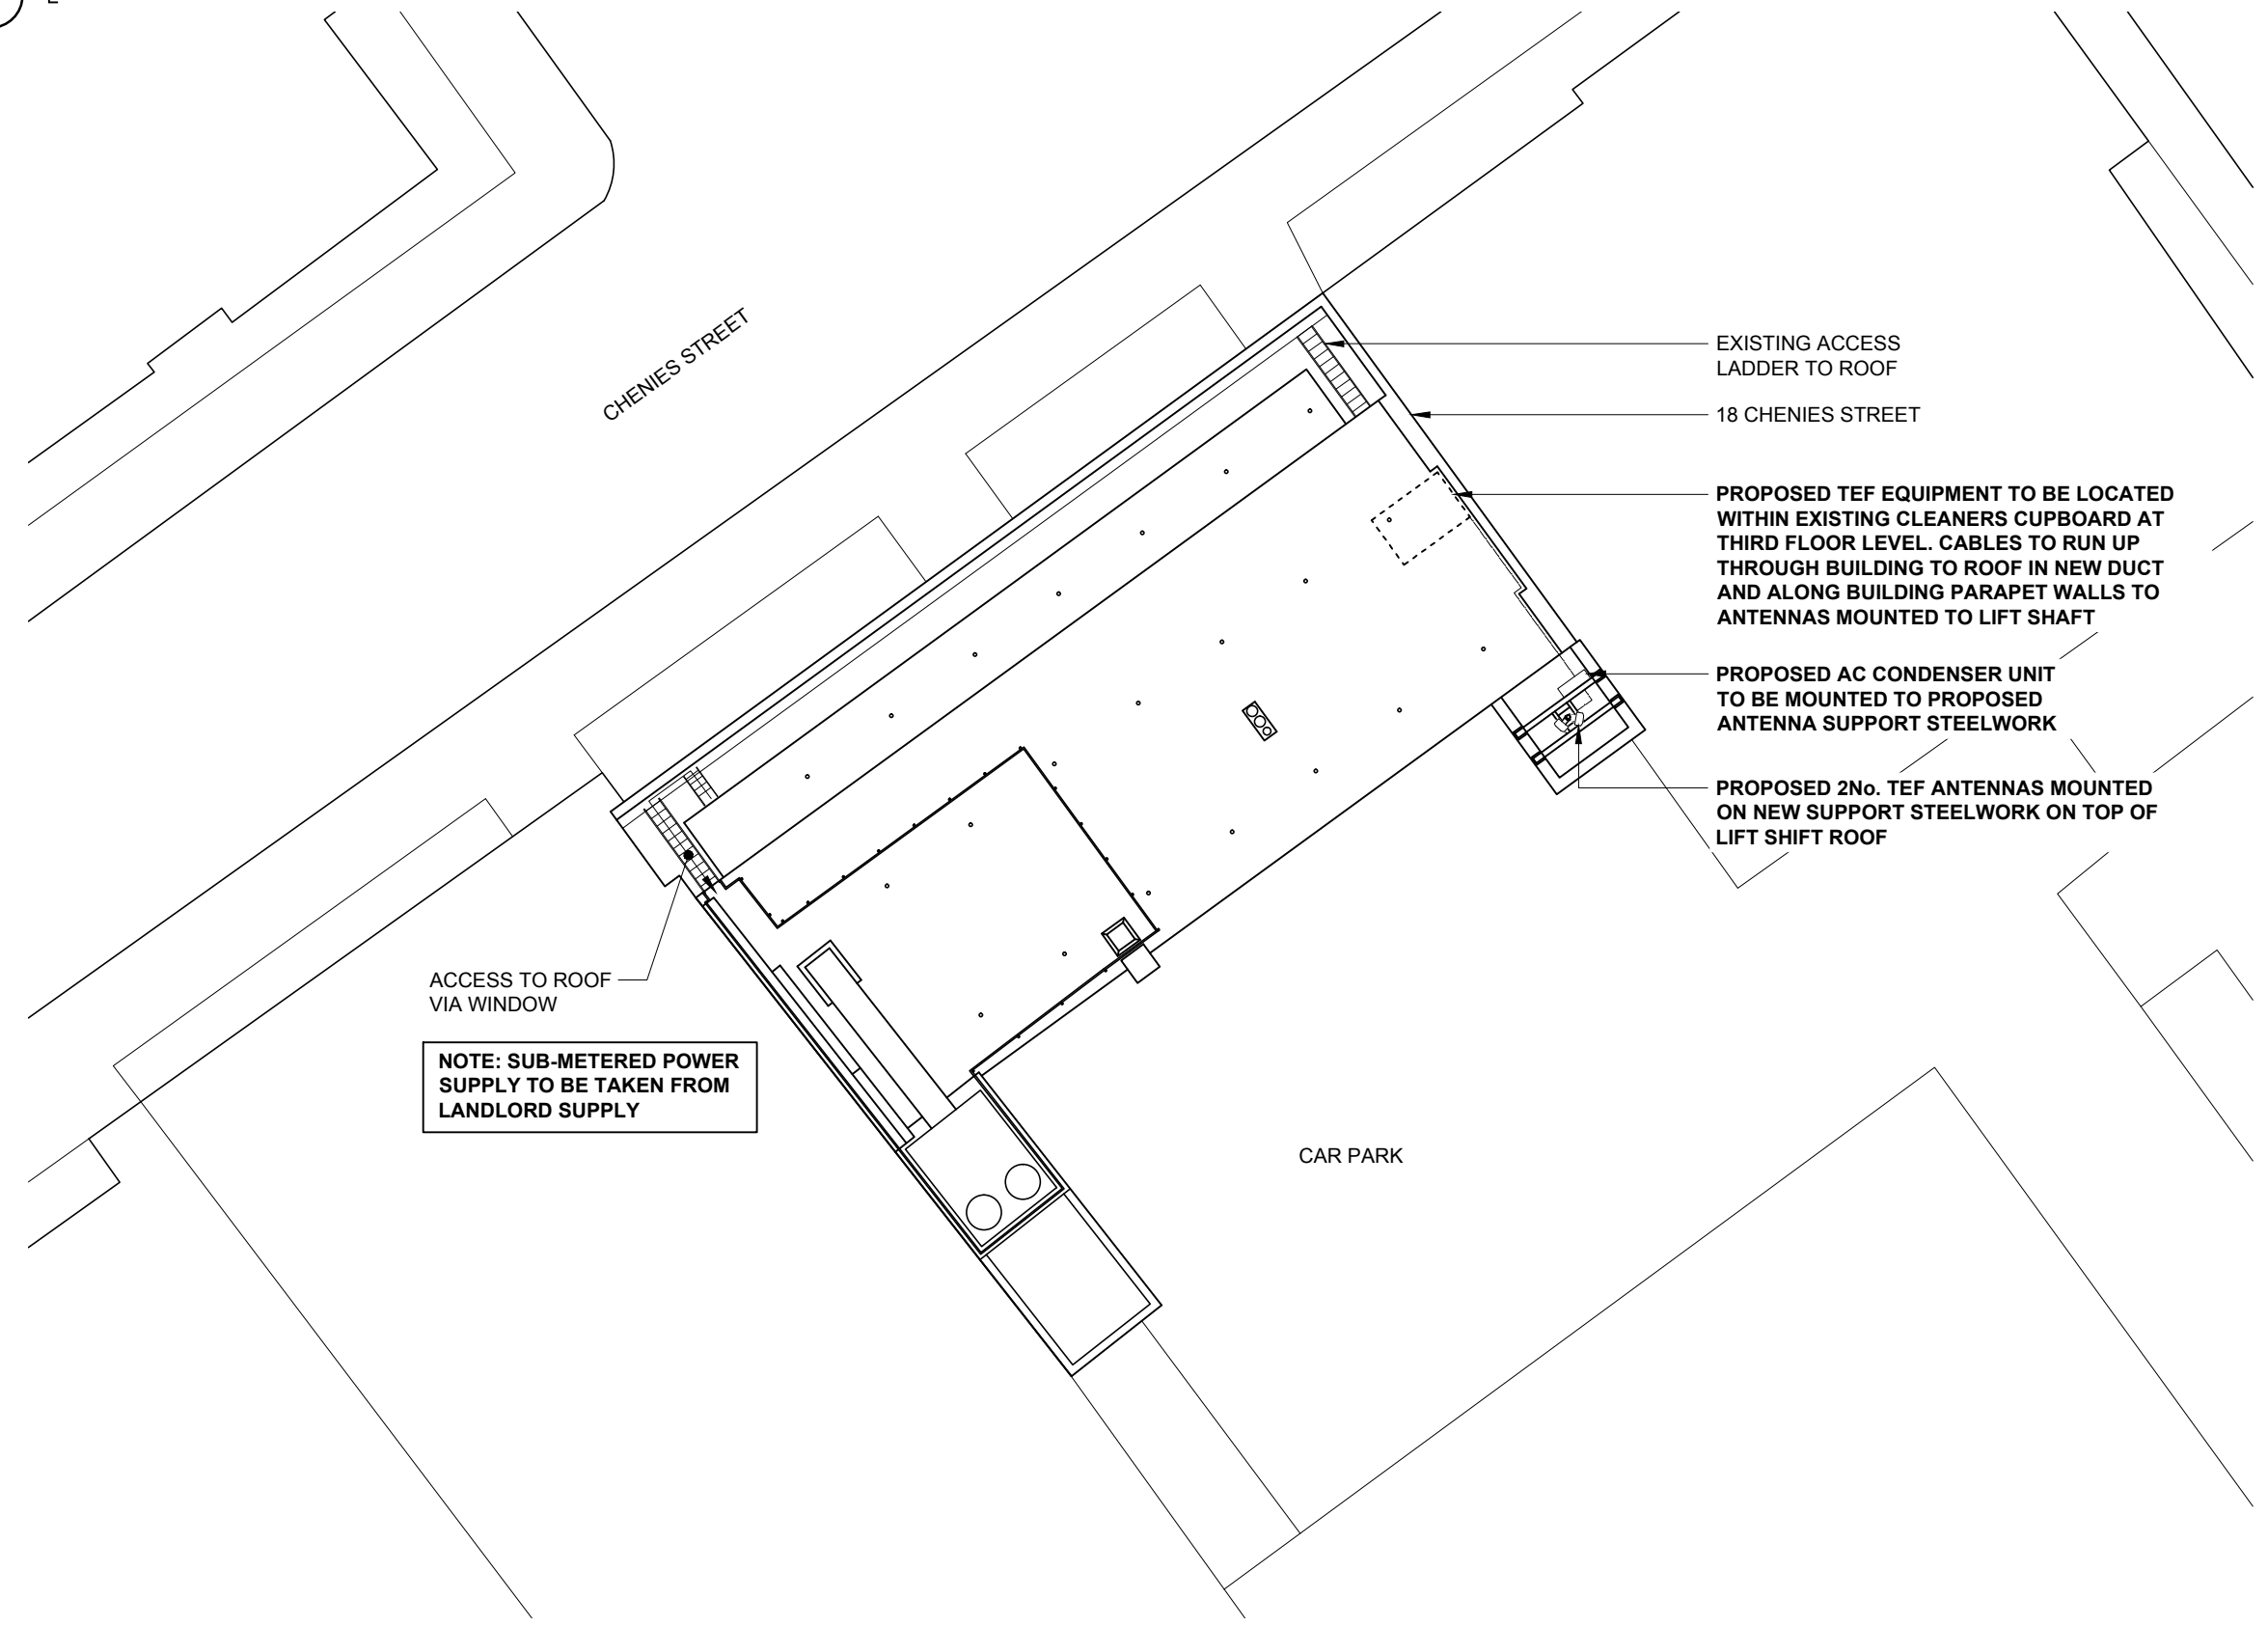 CHENIES STREET
EXISTING ACCESS
LADDER TO ROOF
18 CHENIES STREET
PROPOSED TEF EQUIPMENT TO BE LOCATED
WITHIN EXISTING CLEANERS CUPBOARD AT
THIRD FLOOR LEVEL. CABLES TO RUN UP
THROUGH BUILDING TO ROOF IN NEW DUCT
AND ALONG BUILDING PARAPET WALLS TO
ANTENNAS MOUNTED TO LIFT SHAFT
PROPOSED AC CONDENSER UNIT
TO BE MOUNTED TO PROPOSED
ANTENNA SUPPORT STEELWORK
PROPOSED 2No. TEF ANTENNAS MOUNTED
ON NEW SUPPORT STEELWORK ON TOP OF
LIFT SHIFT ROOF
ACCESS TO ROOF
VIA WINDOW
NOTE: SUB-METERED POWER
SUPPLY TO BE TAKEN FROM
LANDLORD SUPPLY
CAR PARK